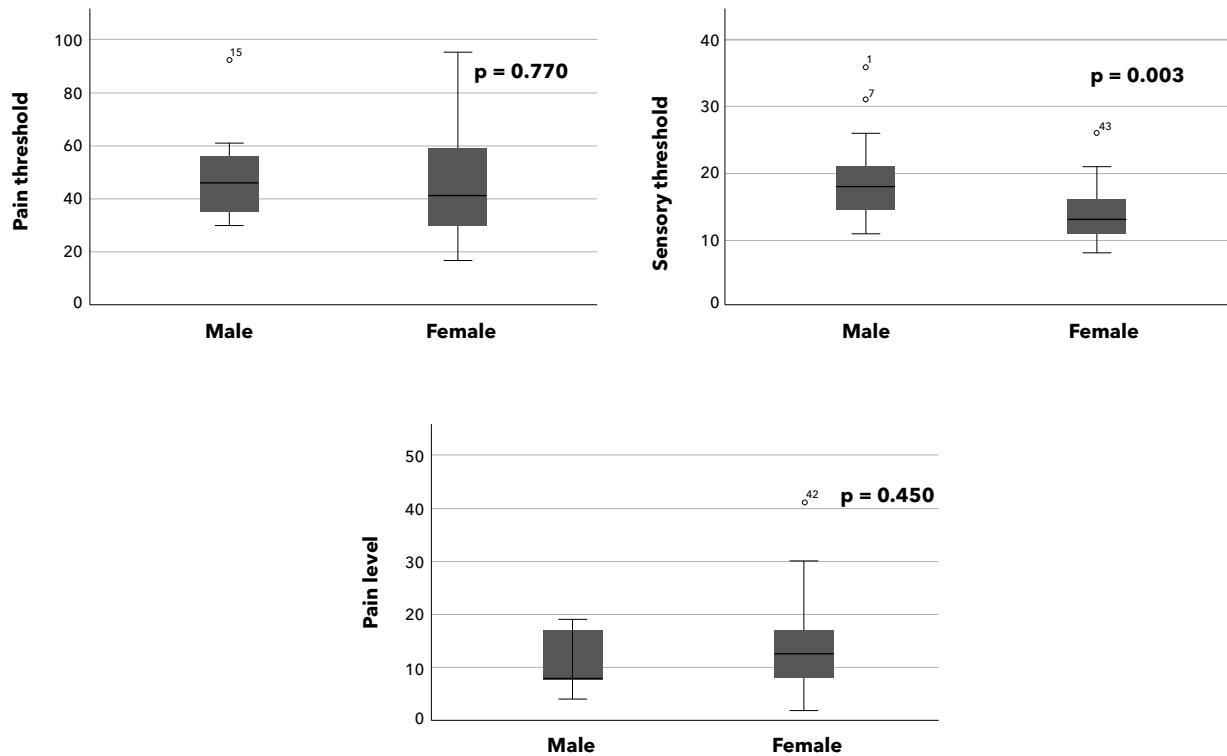 100
80
60
40
20
0
Pain threshold
15
p = 0.770
Male
Female
40
30
20
10
0
Sensory threshold
1
7
43
p = 0.003
Male
Female
50
40
30
20
10
0
Pain level
42
p = 0.450
Male
Female